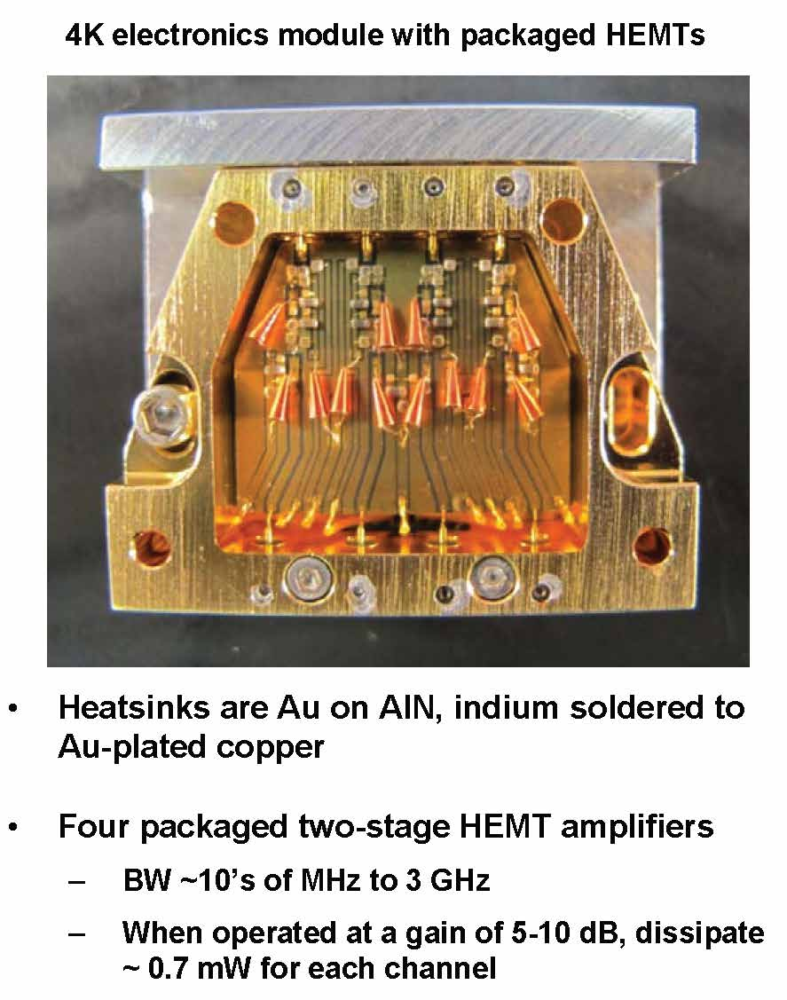 4K electronics module with packaged HEMTs
• Heatsinks are Au on AlN, indium soldered to
Au-plated copper
• Four packaged two-stage HEMT amplifiers
– BW ~10’s of MHz to 3 GHz
– When operated at a gain of 5-10 dB, dissipate
~ 0.7 mW for each channel